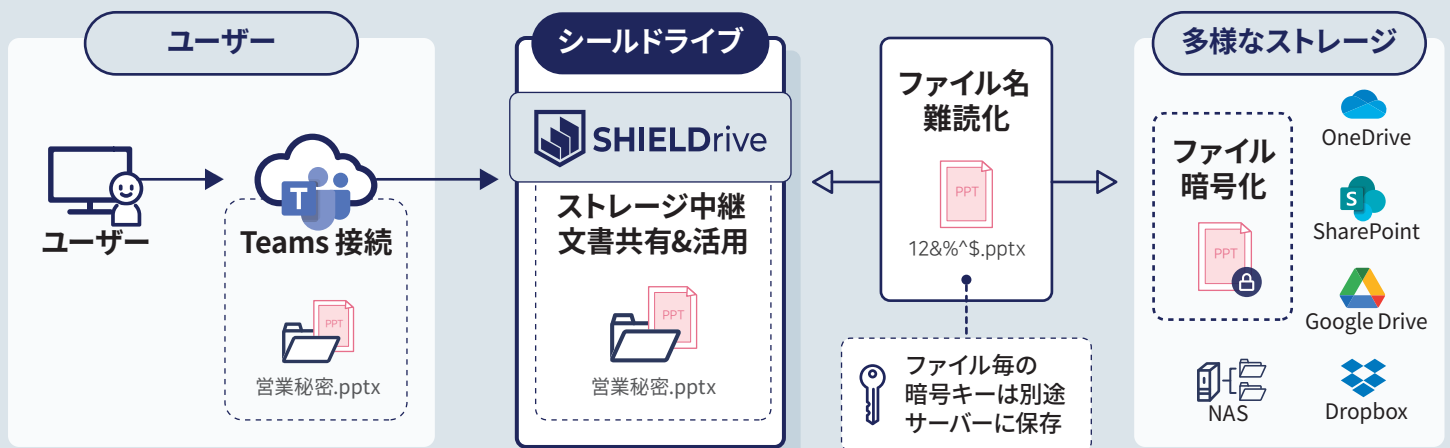 ユーザー
ユーザー
Teams 接続
営業秘密.pptx
PPT
T
シールドライブ
SHIELDrive
ストレージ中継
文書共有&活用
PPT
営業秘密.pptx
ファイル名
難読化
PPT
12&%^$.pptx
ファイル毎の
暗号キーは別途
サーバーに保存
多様なストレージ
ファイル
暗号化
PPT
OneDrive
S
SharePoint
Google Drive
NAS
Dropbox